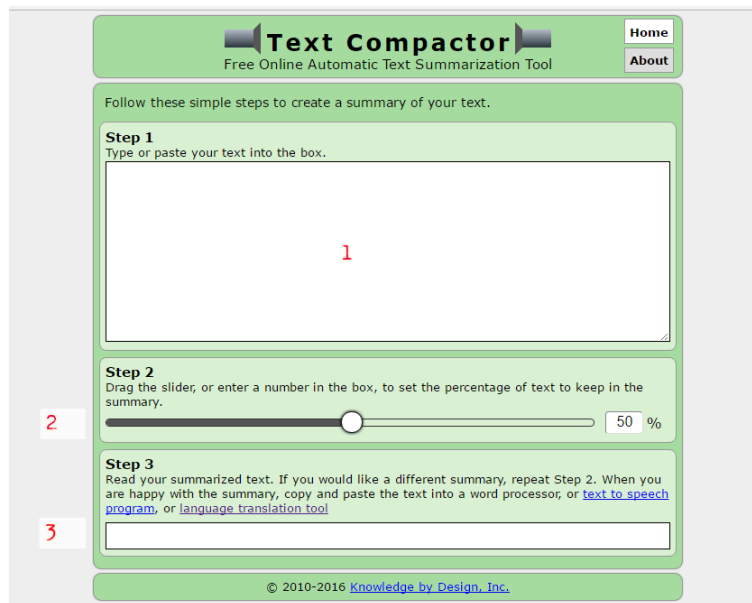 Text Compactor
Free Online Automatic Text Summarization Tool
Home
About
Follow these simple steps to create a summary of your text.
Step 1
Type or paste your text into the box.
1
Step 2
Drag the slider, or enter a number in the box, to set the percentage of text to keep in the
summary.
2
50 %
Step 3
Read your summarized text. If you would like a different summary, repeat Step 2. When you
are happy with the summary, copy and paste the text into a word processor, or text to speech
program, or language translation tool
3
© 2010-2016 Knowledge by Design, Inc.